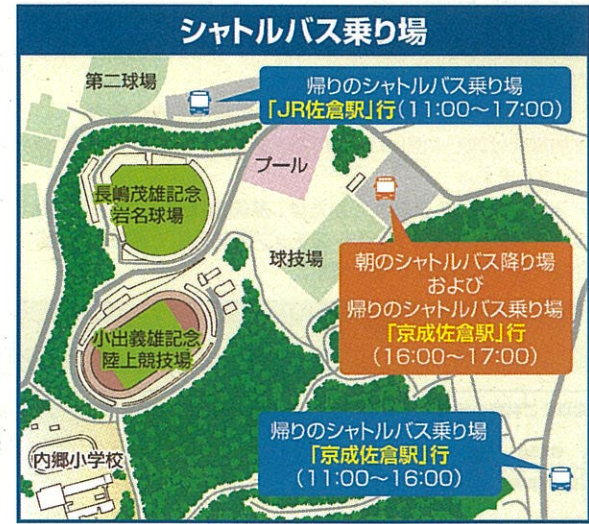 シャトルバス乗り場
第二球場
帰りのシャトルバス乗り場
「JR佐倉駅」行(11:00〜17:00)
プール
長嶋茂雄記念
岩名球場
球技場
朝のシャトルバス降り場
および
帰りのシャトルバス乗り場
「京成佐倉駅」行
(16:00〜17:00)
小出義雄記念
陸上競技場
帰りのシャトルバス乗り場
「京成佐倉駅」行
(11:00〜16:00)
内郷小学校